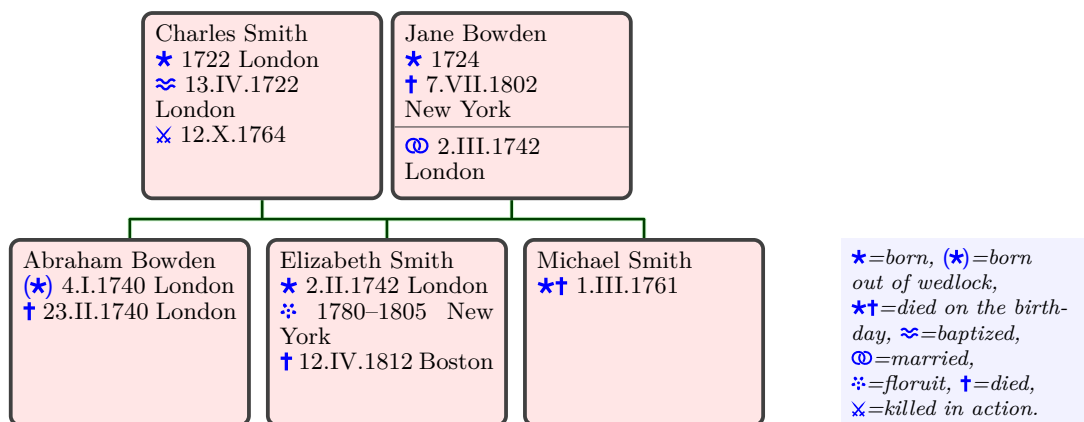 Charles Smith
* 1722 London
≈ 13.IV.1722
London
⚔ 12.X.1764
Jane Bowden
* 1724
† 7.VII.1802
New York
⚭ 2.III.1742
London
Abraham Bowden
(*) 4.I.1740 London
† 23.II.1740 London
Elizabeth Smith
* 2.II.1742 London
፨ 1780–1805 New
York
† 12.IV.1812 Boston
Michael Smith
*† 1.III.1761
*=born, (*)=born
out of wedlock,
*†=died on the birth-
day, ≈=baptized,
⚭=married,
፨=floruit, †=died,
⚔=killed in action.